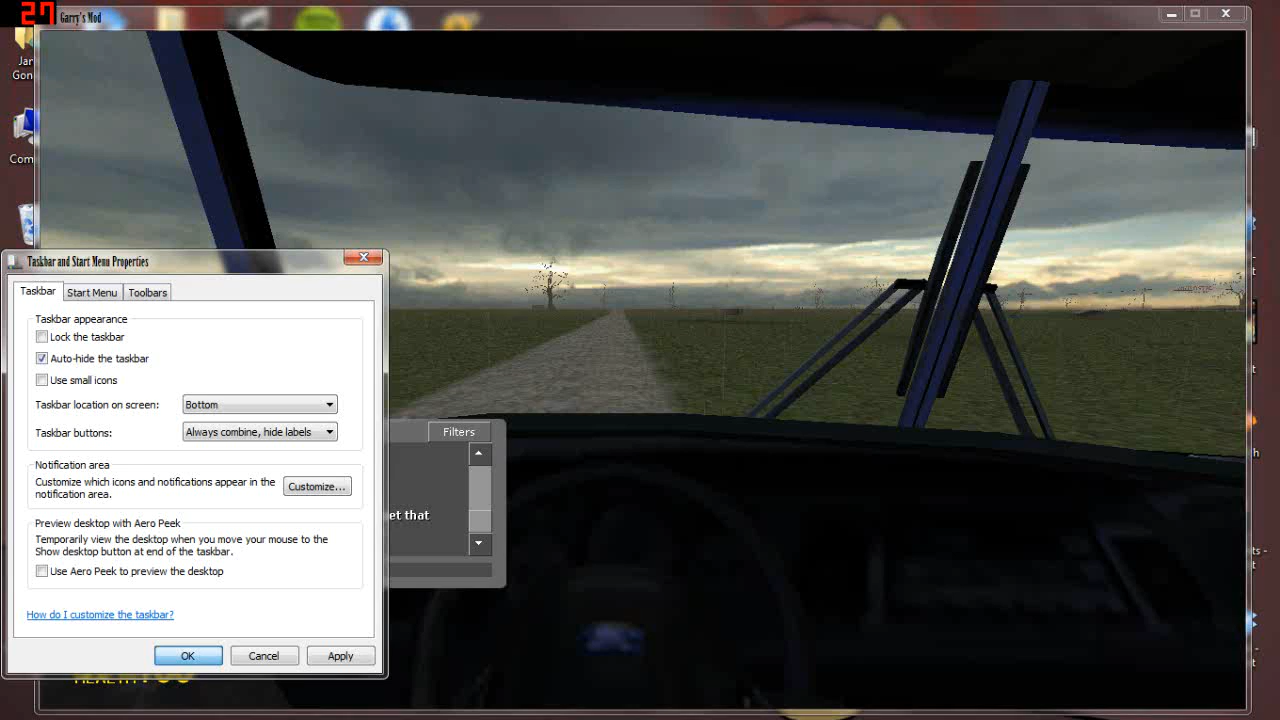 27
Garry's Mod
Jar
Gon
Com
Taskbar and Start Menu Properties
Taskbar
Start Menu
Toolbars
Taskbar appearance
Lock the taskbar
Auto-hide the taskbar
Use small icons
Taskbar location on screen:
Bottom
Taskbar buttons:
Always combine, hide labels
Notification area
Customize which icons and notifications appear in the
notification area.
Customize...
Preview desktop with Aero Peek
Temporarily view the desktop when you move your mouse to the
Show desktop button at end of the taskbar.
Use Aero Peek to preview the desktop
How do I customize the taskbar?
OK
Cancel
Apply
Filters
et that